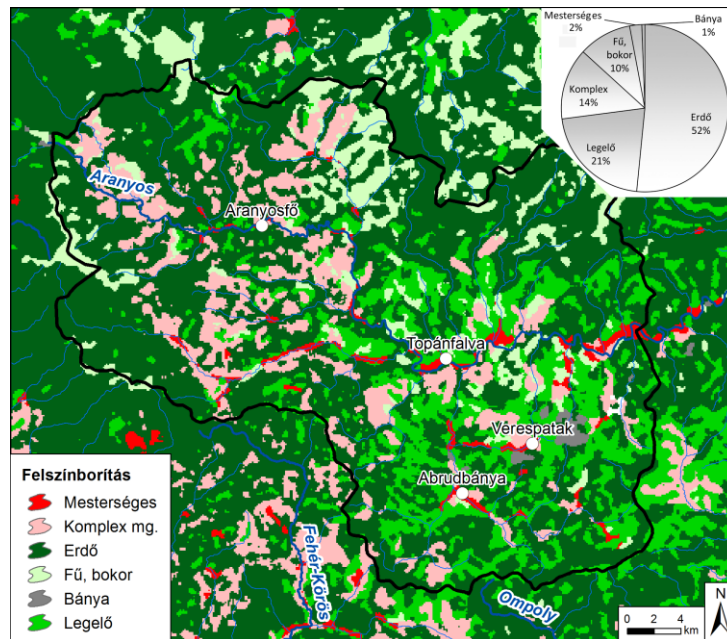 Mesterséges
2%
Bánya
1%
Fű,
bokor
10%
Komplex
14%
Erdő
52%
Legelő
21%
Aranyos
Aranyosfő
Topánfalva
Verespatak
Abrudbánya
Fehér-Körös
Ompoly
Felszínborítás
Mesterséges
Komplex mg.
Erdő
Fű, bokor
Bánya
Legelő
0 2 4
km
N